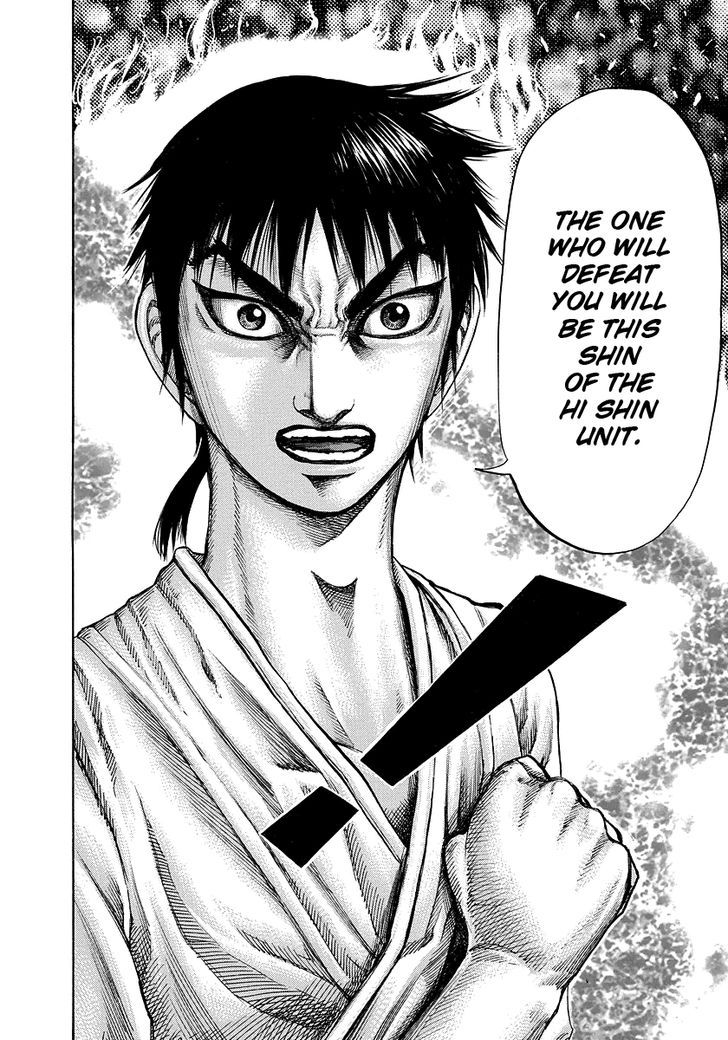 THE ONE
WHO WILL
DEFEAT
YOU WILL
BE THIS
SHIN
OF THE
HI SHIN
UNIT.